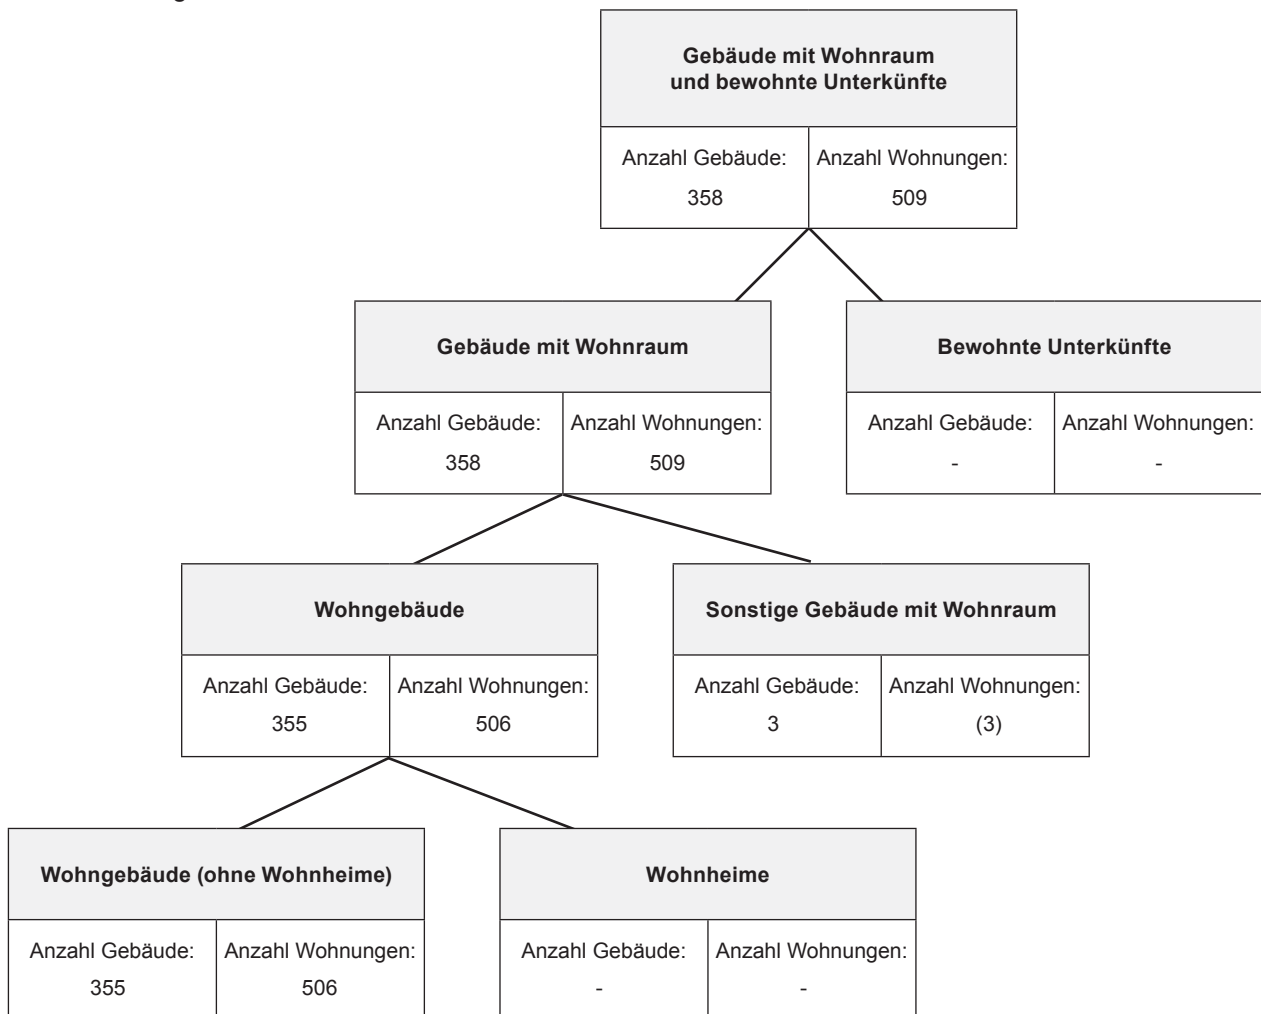 Gebäude mit Wohnraum
und bewohnte Unterkünfte
Anzahl Gebäude: Anzahl Wohnungen:
358 509
Gebäude mit Wohnraum
Bewohnte Unterkünfte
Anzahl Gebäude: Anzahl Wohnungen:
358 509
Anzahl Gebäude: Anzahl Wohnungen:
- -
Wohngebäude
Sonstige Gebäude mit Wohnraum
Anzahl Gebäude: Anzahl Wohnungen:
355 506
Anzahl Gebäude: Anzahl Wohnungen:
3 (3)
Wohngebäude (ohne Wohnheime)
Wohnheime
Anzahl Gebäude: Anzahl Wohnungen:
355 506
Anzahl Gebäude: Anzahl Wohnungen:
- -